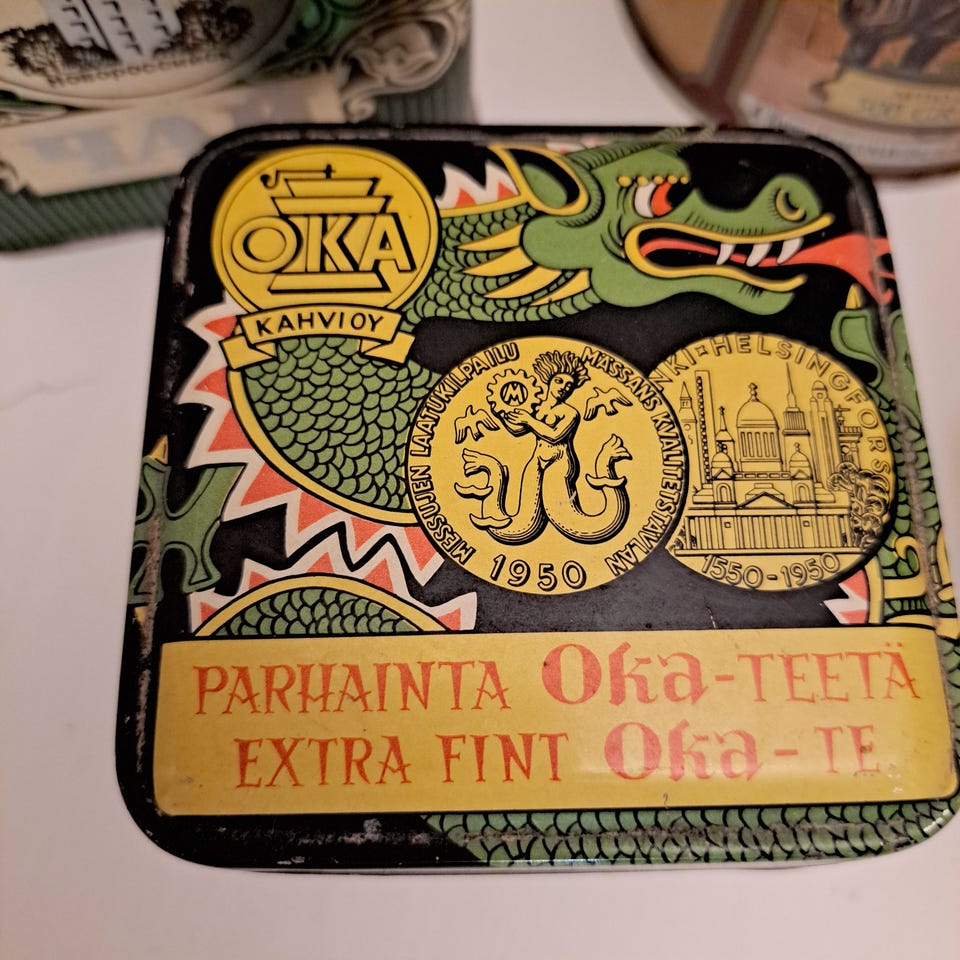 НОВОРОССИЙСК
OKA
KAHVI OY
MESSUJEN LAATUKILPAILU
MÄSSANS KVALITETSTÄVLAN
M
1950
NKI·HELSINGFORS
1550-1950
PARHAINTA Oka-TEETÄ
EXTRA FINT Oka-TE